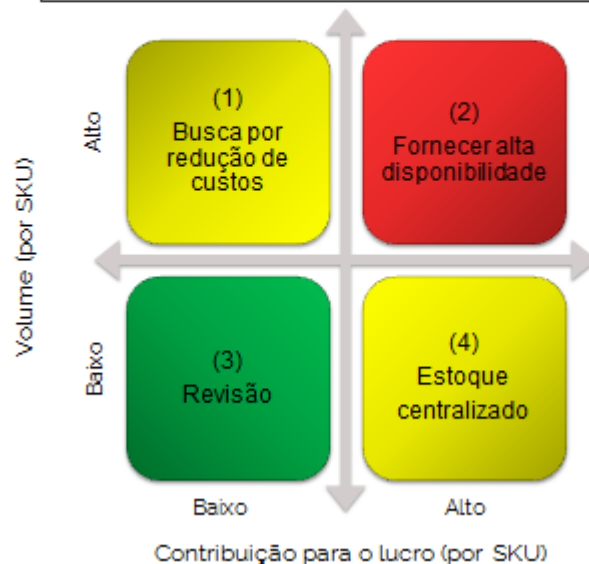 Volume (por SKU)
Alto
(1)
Busca por
redução de
custos
(2)
Fornecer alta
disponibilidade
Baixo
(3)
Revisão
(4)
Estoque
centralizado
Baixo
Alto
Contribuição para o lucro (por SKU)